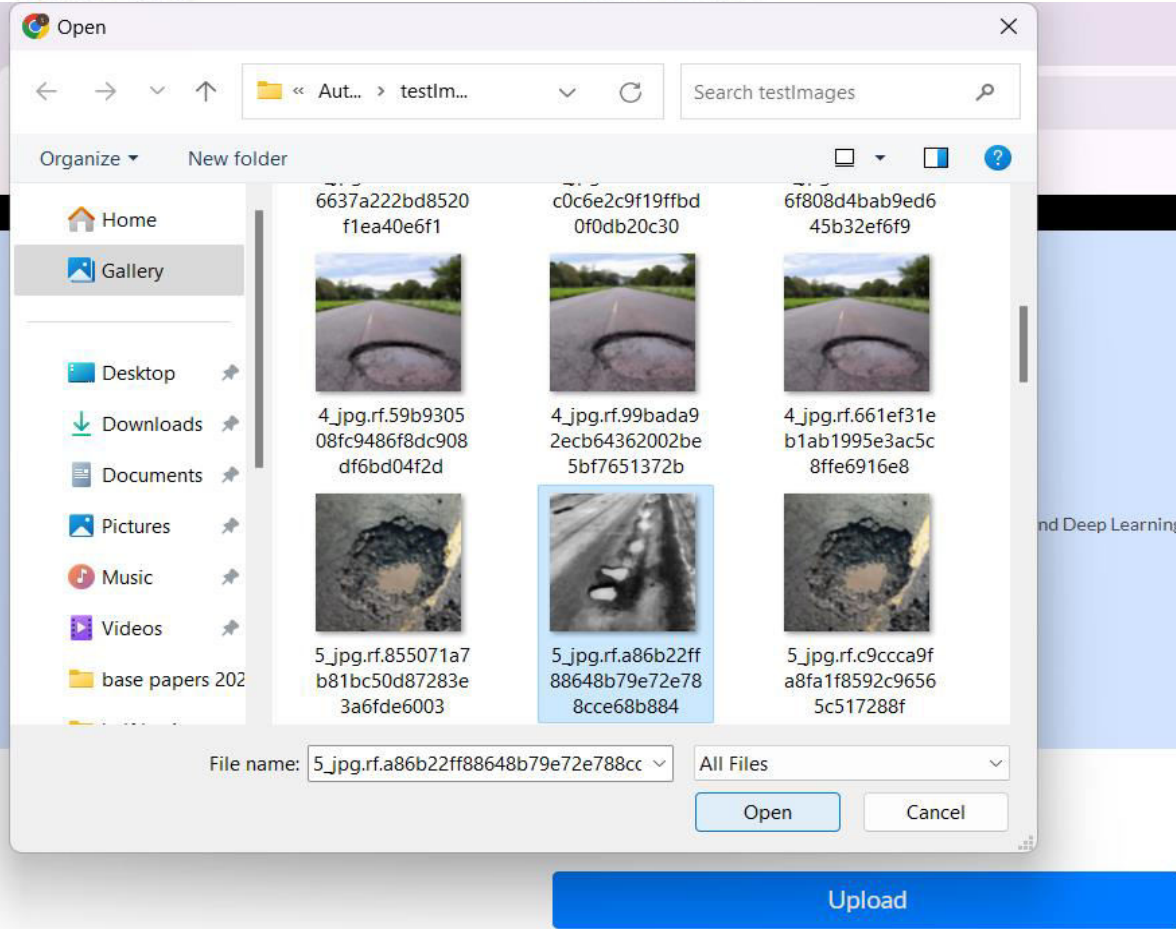 Open
« Aut... › testIm...
Search testImages
Organize
New folder
6637a222bd8520
f1ea40e6f1
c0c6e2c9f19ffbd
0f0db20c30
6f808d4bab9ed6
45b32ef6f9
Home
Gallery
Desktop
Downloads
Documents
Pictures
Music
Videos
base papers 202
4_jpg.rf.59b9305
08fc9486f8dc908
df6bd04f2d
4_jpg.rf.99bada9
2ecb64362002be
5bf7651372b
4_jpg.rf.661ef31e
b1ab1995e3ac5c
8ffe6916e8
5_jpg.rf.855071a7
b81bc50d87283e
3a6fde6003
5_jpg.rf.a86b22ff
88648b79e72e78
8cce68b884
5_jpg.rf.c9ccca9f
a8fa1f8592c9656
5c517288f
nd Deep Learning
File name:
5_jpg.rf.a86b22ff88648b79e72e788cc
All Files
Open
Cancel
Upload